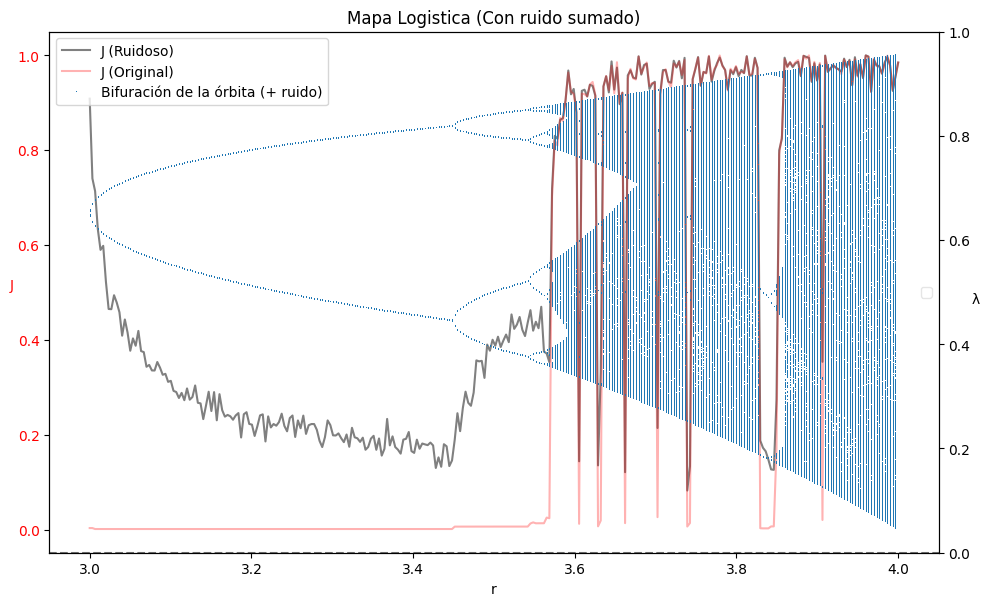 Mapa Logistica (Con ruido sumado)
J (Ruidoso)
J (Original)
Bifuración de la órbita (+ ruido)
1.0
0.8
0.6
0.4
0.2
0.0
J
1.0
0.8
0.6
0.4
0.2
0.0
λ
3.0
3.2
3.4
3.6
3.8
4.0
r